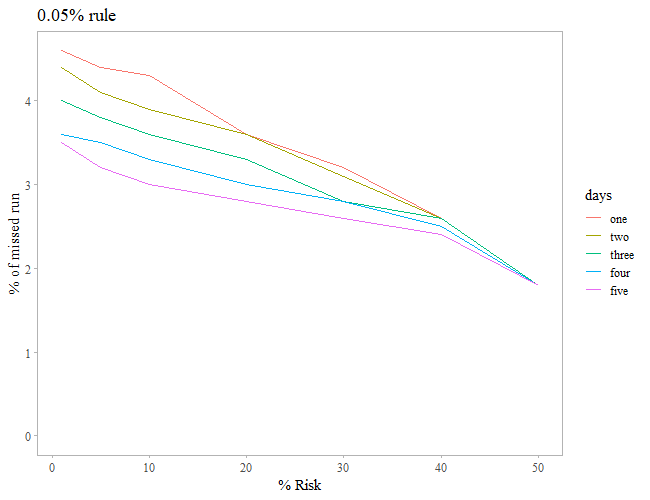 0.05% rule
% of missed run
4
3
2
1
0
0 10 20 30 40 50
% Risk
days
one
two
three
four
five